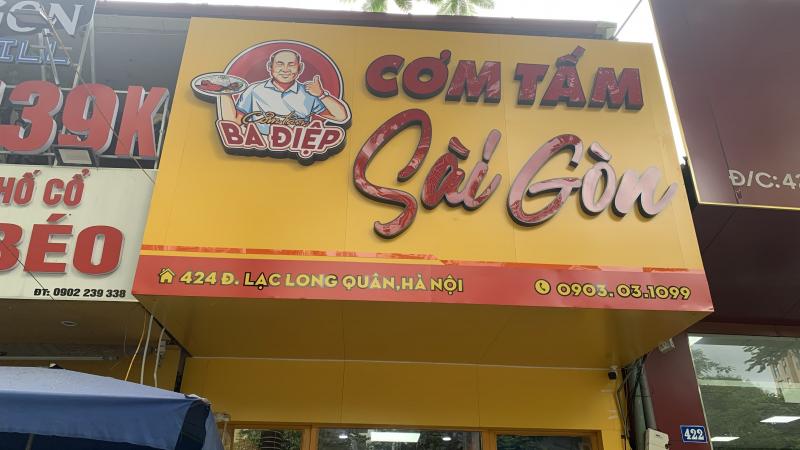 39K
HỐ CỔ
BÉO
ĐT: 0902 239 338
Cơm tấm
BA ĐIỆP
CƠM TẤM
Sài Gòn
424 Đ. LẠC LONG QUÂN,HÀ NỘI
0903. 03.1099
Đ/C:4
422